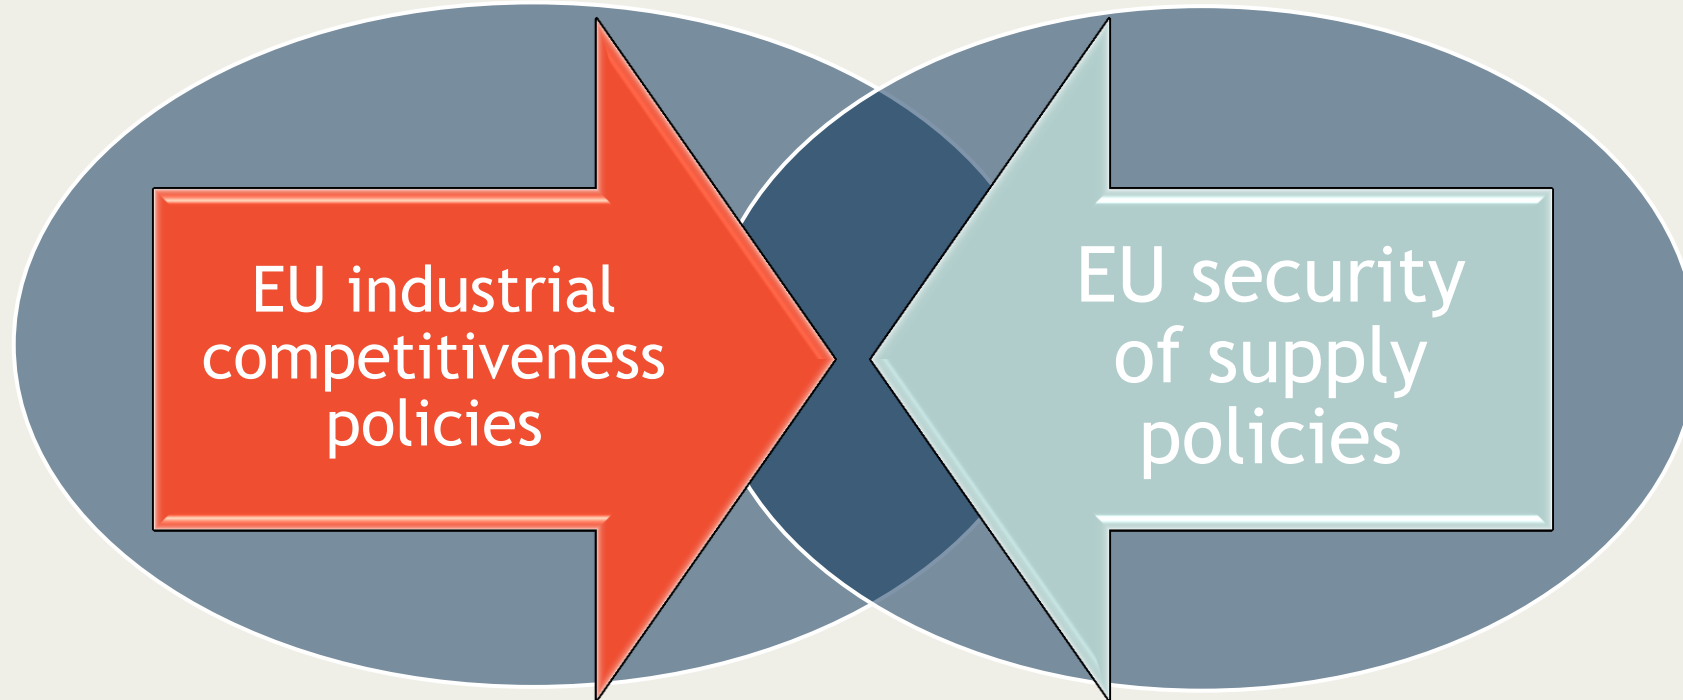 EU industrial
competitiveness
policies
EU security
of supply
policies